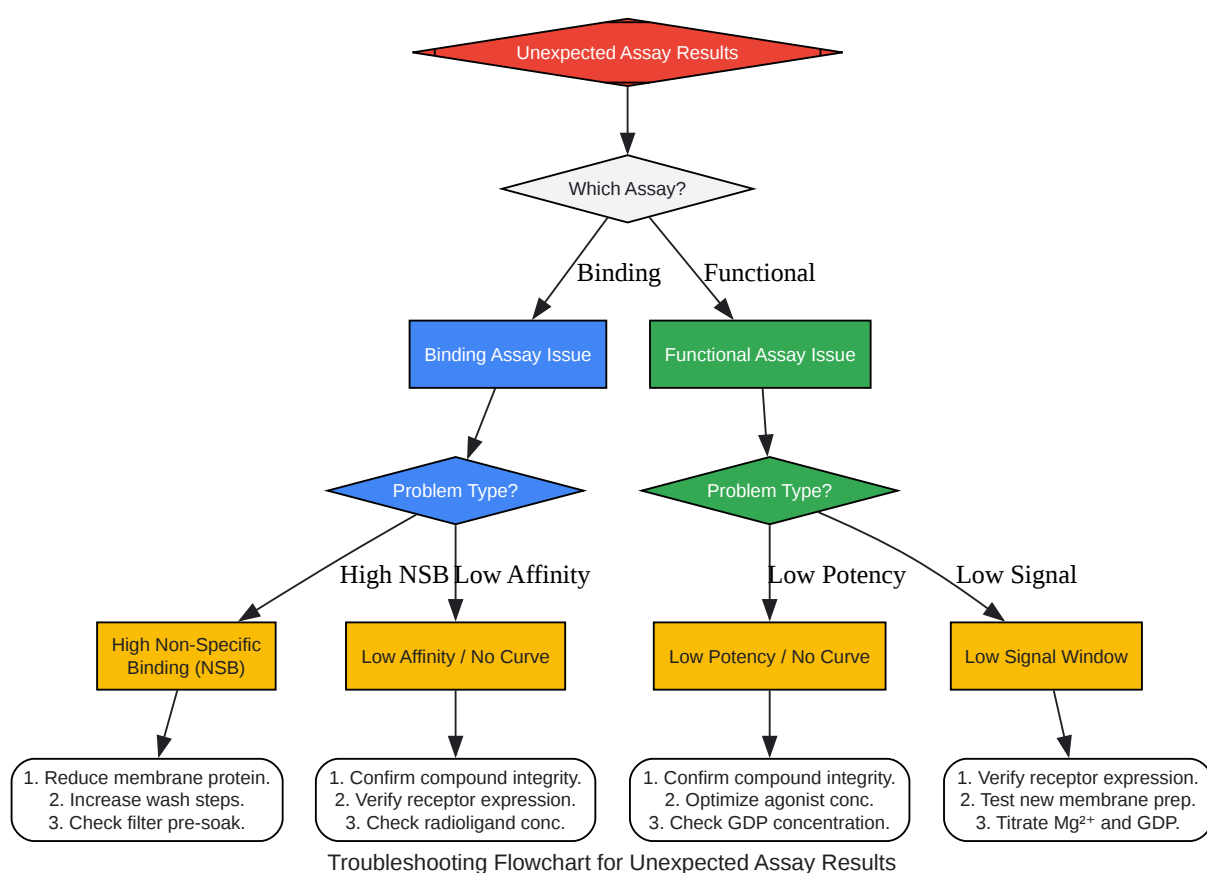 Unexpected Assay Results
Which Assay?
Binding
Functional
Binding Assay Issue
Functional Assay Issue
Problem Type?
Problem Type?
High NSB
Low Affinity
Low Potency
Low Signal
High Non-Specific
Binding (NSB)
Low Affinity / No Curve
Low Potency / No Curve
Low Signal Window
1. Reduce membrane protein.
2. Increase wash steps.
3. Check filter pre-soak.
1. Confirm compound integrity.
2. Verify receptor expression.
3. Check radioligand conc.
1. Confirm compound integrity.
2. Optimize agonist conc.
3. Check GDP concentration.
1. Verify receptor expression.
2. Test new membrane prep.
3. Titrate Mg²⁺ and GDP.
Troubleshooting Flowchart for Unexpected Assay Results